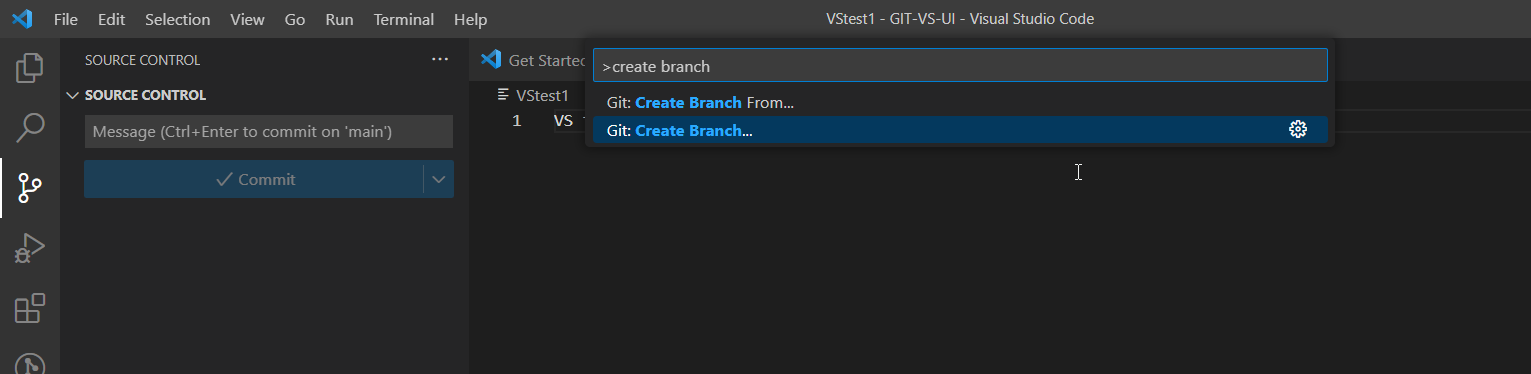 File Edit Selection View Go Run Terminal Help VStest1 - GIT-VS-UI - Visual Studio Code
SOURCE CONTROL ···
Get Started
>create branch
SOURCE CONTROL
VStest1
Git: Create Branch From...
Message (Ctrl+Enter to commit on 'main')
1 VS
Git: Create Branch...
Commit